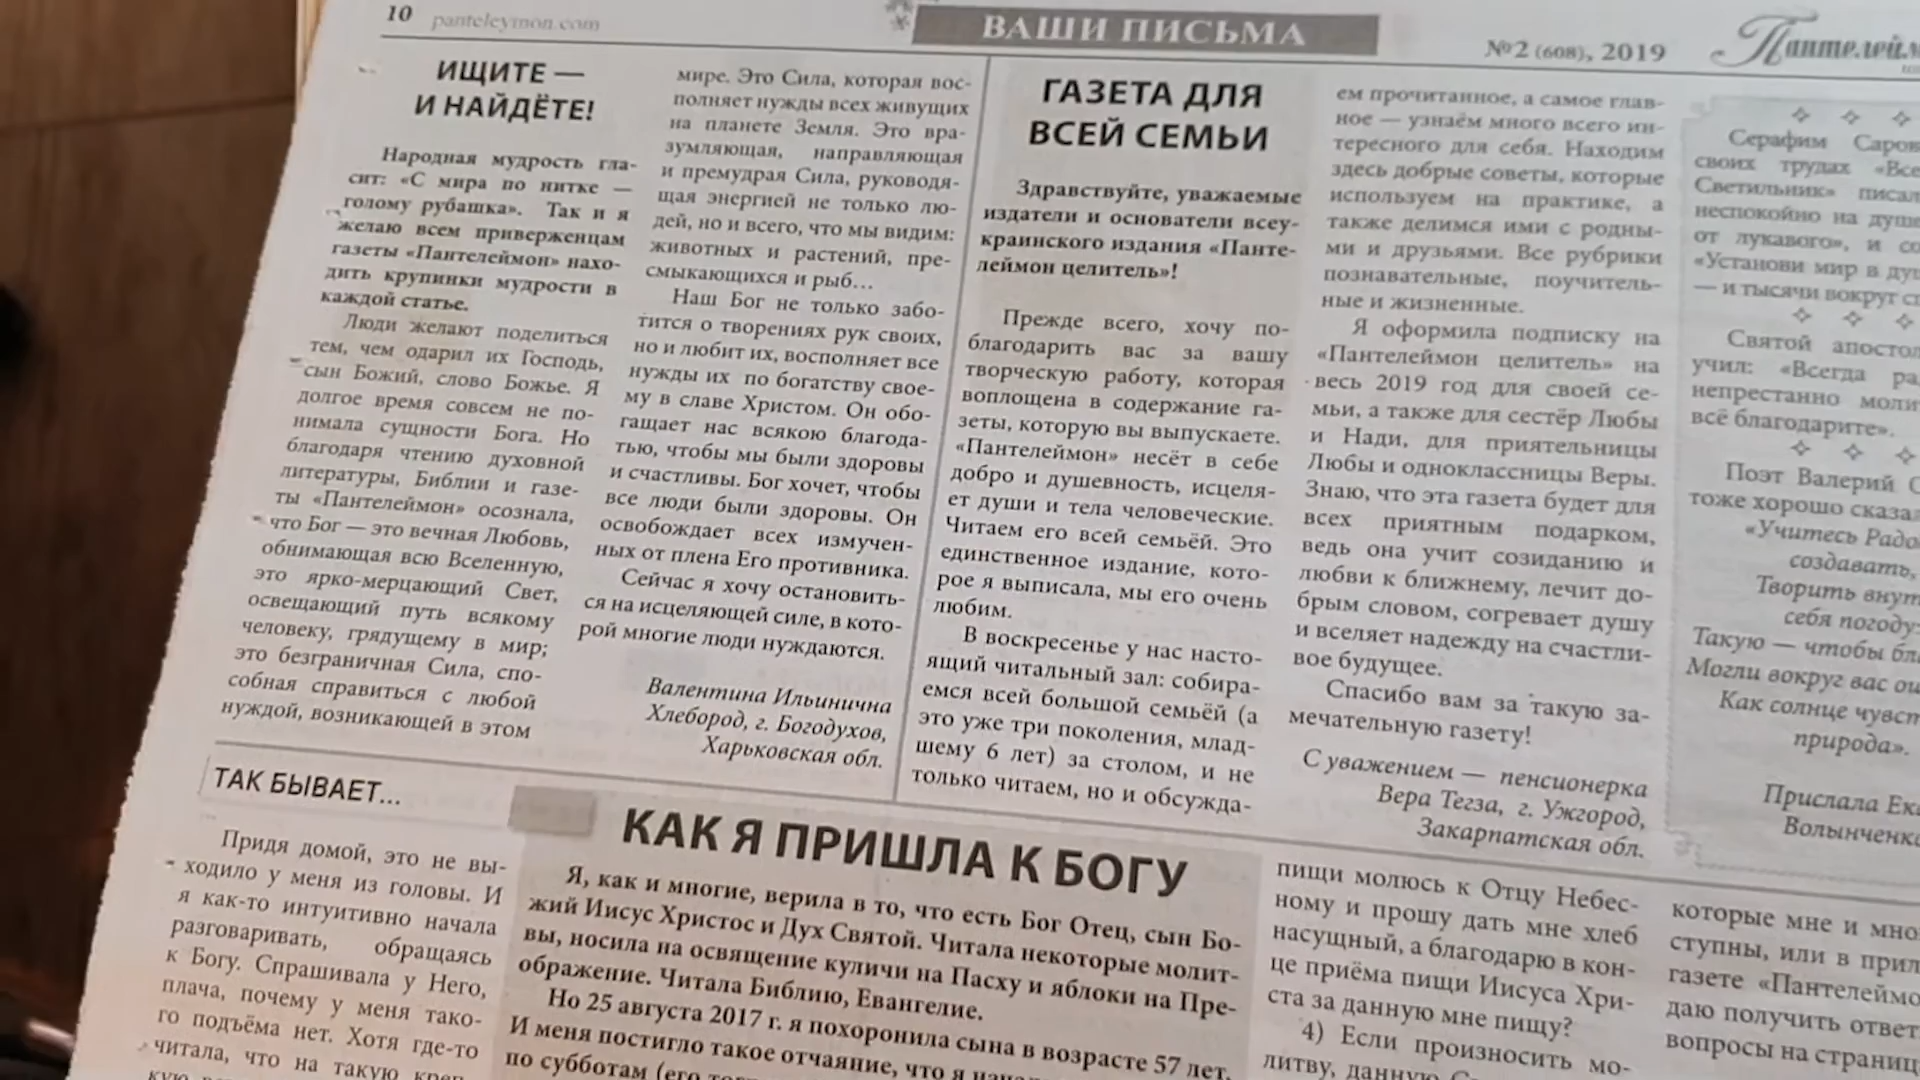 10 panteleymon.com
ВАШИ ПИСЬМА
№2 (608), 2019
ИЩИТЕ —
И НАЙДЁТЕ!
Народная мудрость гла-
сит: «С мира по нитке —
голому рубашка». Так и я
желаю всем приверженцам
газеты «Пантелеймон» нахо-
дить крупинки мудрости в
каждой статье.
Люди желают поделиться
тем, чем одарил их Господь,
сын Божий, слово Божье. Я
долгое время совсем не по-
нимала сущности Бога. Но
благодаря чтению духовной
литературы, Библии и газе-
ты «Пантелеймон» осознала,
что Бог — это вечная Любовь,
обнимающая всю Вселенную,
это ярко-мерцающий Свет,
освещающий путь всякому
человеку, грядущему в мир;
это безграничная Сила, спо-
собная справиться с любой
нуждой, возникающей в этом
мире. Это Сила, которая вос-
полняет нужды всех живущих
на планете Земля. Это вра-
зумляющая, направляющая
и премудрая Сила, руководя-
щая энергией не только лю-
дей, но и всего, что мы видим:
животных и растений, пре-
смыкающихся и рыб...
Наш Бог не только забо-
тится о творениях рук своих,
но и любит их, восполняет все
нужды их по богатству свое-
му в славе Христом. Он обо-
гащает нас всякою благода-
тью, чтобы мы были здоровы
и счастливы. Бог хочет, чтобы
все люди были здоровы. Он
освобождает всех измучен-
ных от плена Его противника.
Сейчас я хочу остановить-
ся на исцеляющей силе, в кото-
рой многие люди нуждаются.
Валентина Ильинична
Хлебород, г. Богодухов,
Харьковская обл.
ГАЗЕТА ДЛЯ
ВСЕЙ СЕМЬИ
Здравствуйте, уважаемые
издатели и основатели всеу-
краинского издания «Панте-
леймон целитель»!
Прежде всего, хочу по-
благодарить вас за вашу
творческую работу, которая
воплощена в содержание га-
зеты, которую вы выпускаете.
«Пантелеймон» несёт в себе
добро и душевность, исцеля-
ет души и тела человеческие.
Читаем его всей семьёй. Это
единственное издание, кото-
рое я выписала, мы его очень
любим.
В воскресенье у нас насто-
ящий читальный зал: собира-
емся всей большой семьёй (а
это уже три поколения, млад-
шему 6 лет) за столом, и не
только читаем, но и обсужда-
ем прочитанное, а самое глав-
ное — узнаём много всего ин-
тересного для себя. Находим
здесь добрые советы, которые
используем на практике, а
также делимся ими с родны-
ми и друзьями. Все рубрики
познавательные, поучитель-
ные и жизненные.
Я оформила подписку на
«Пантелеймон целитель» на
весь 2019 год для своей се-
мьи, а также для сестёр Любы
и Нади, для приятельницы
Любы и одноклассницы Веры.
Знаю, что эта газета будет для
всех приятным подарком,
ведь она учит созиданию и
любви к ближнему, лечит до-
брым словом, согревает душу
и вселяет надежду на счастли-
вое будущее.
Спасибо вам за такую за-
мечательную газету!
С уважением — пенсионерка
Вера Тегза, г. Ужгород,
Закарпатская обл.
Серафим Саров
своих трудах «Все
Светильник» писал
неспокойно на душе
от лукавого», и со
«Установи мир в душ
— и тысячи вокруг сп
Святой апостол
учил: «Всегда ра
непрестанно моли
всё благодарите».
Поэт Валерий С
тоже хорошо сказал
«Учитесь Радо
создавать,
Творить внут
себя погоду
Такую — чтобы бл
Могли вокруг вас ощ
Как солнце чувст
природа».
Прислала Ек
Волынченк
ТАК БЫВАЕТ...
Придя домой, это не вы-
ходило у меня из головы. И
я как-то интуитивно начала
разговаривать, обращаясь
к Богу. Спрашивала у Него,
плача, почему у меня тако-
го подъёма нет. Хотя где-то
читала, что на такую креп-
КАК Я ПРИШЛА К БОГУ
Я, как и многие, верила в то, что есть Бог Отец, сын Бо-
жий Иисус Христос и Дух Святой. Читала некоторые молит-
вы, носила на освящение куличи на Пасху и яблоки на Пре-
ображение. Читала Библию, Евангелие.
Но 25 августа 2017 г. я похоронила сына в возрасте 57 лет.
И меня постигло такое отчаяние, что я нача
по субботам (его
пищи молюсь к Отцу Небес-
ному и прошу дать мне хлеб
насущный, а благодарю в кон-
це приёма пищи Иисуса Хри-
ста за данную мне пищу?
4) Если произносить мо-
литву, данную
которые мне и мно
ступны, или в прил
газете «Пантелеймо
даю получить ответ
вопросы на страниц